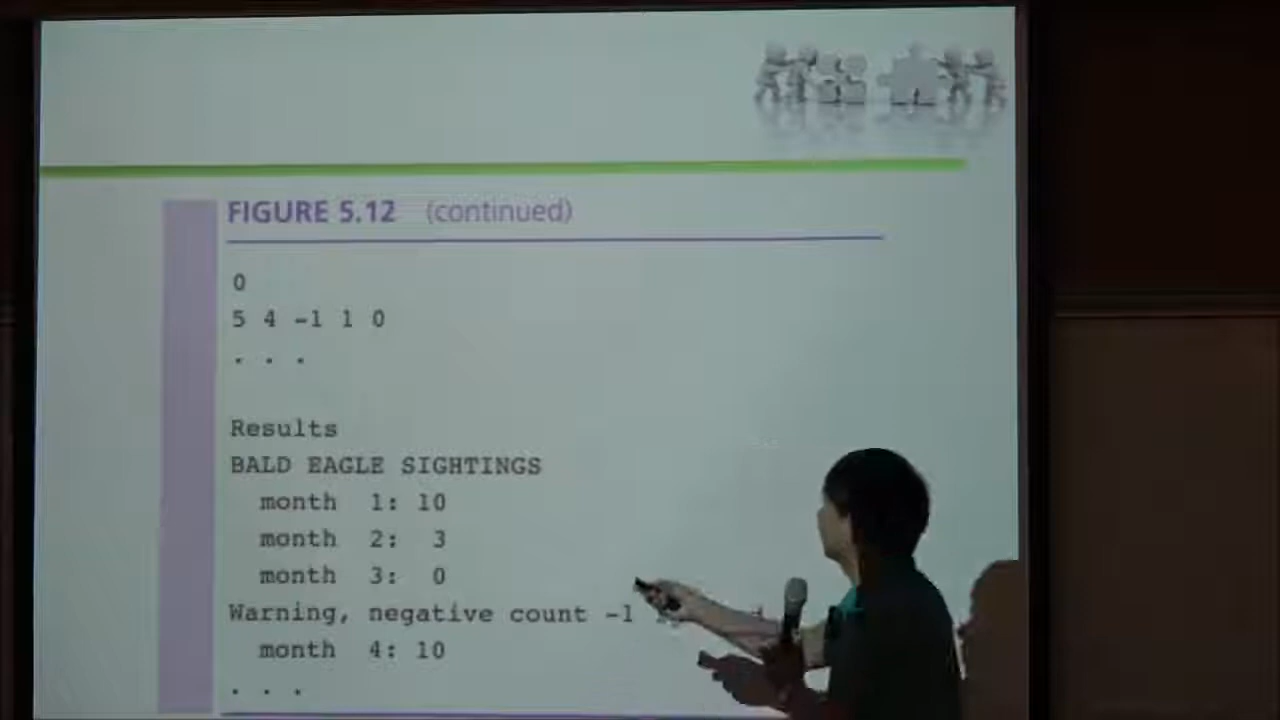 FIGURE 5.12 (continued)
0
5 4 -1 1 0
. . .
Results
BALD EAGLE SIGHTINGS
month 1: 10
month 2: 3
month 3: 0
Warning, negative count -1
month 4: 10
. . .